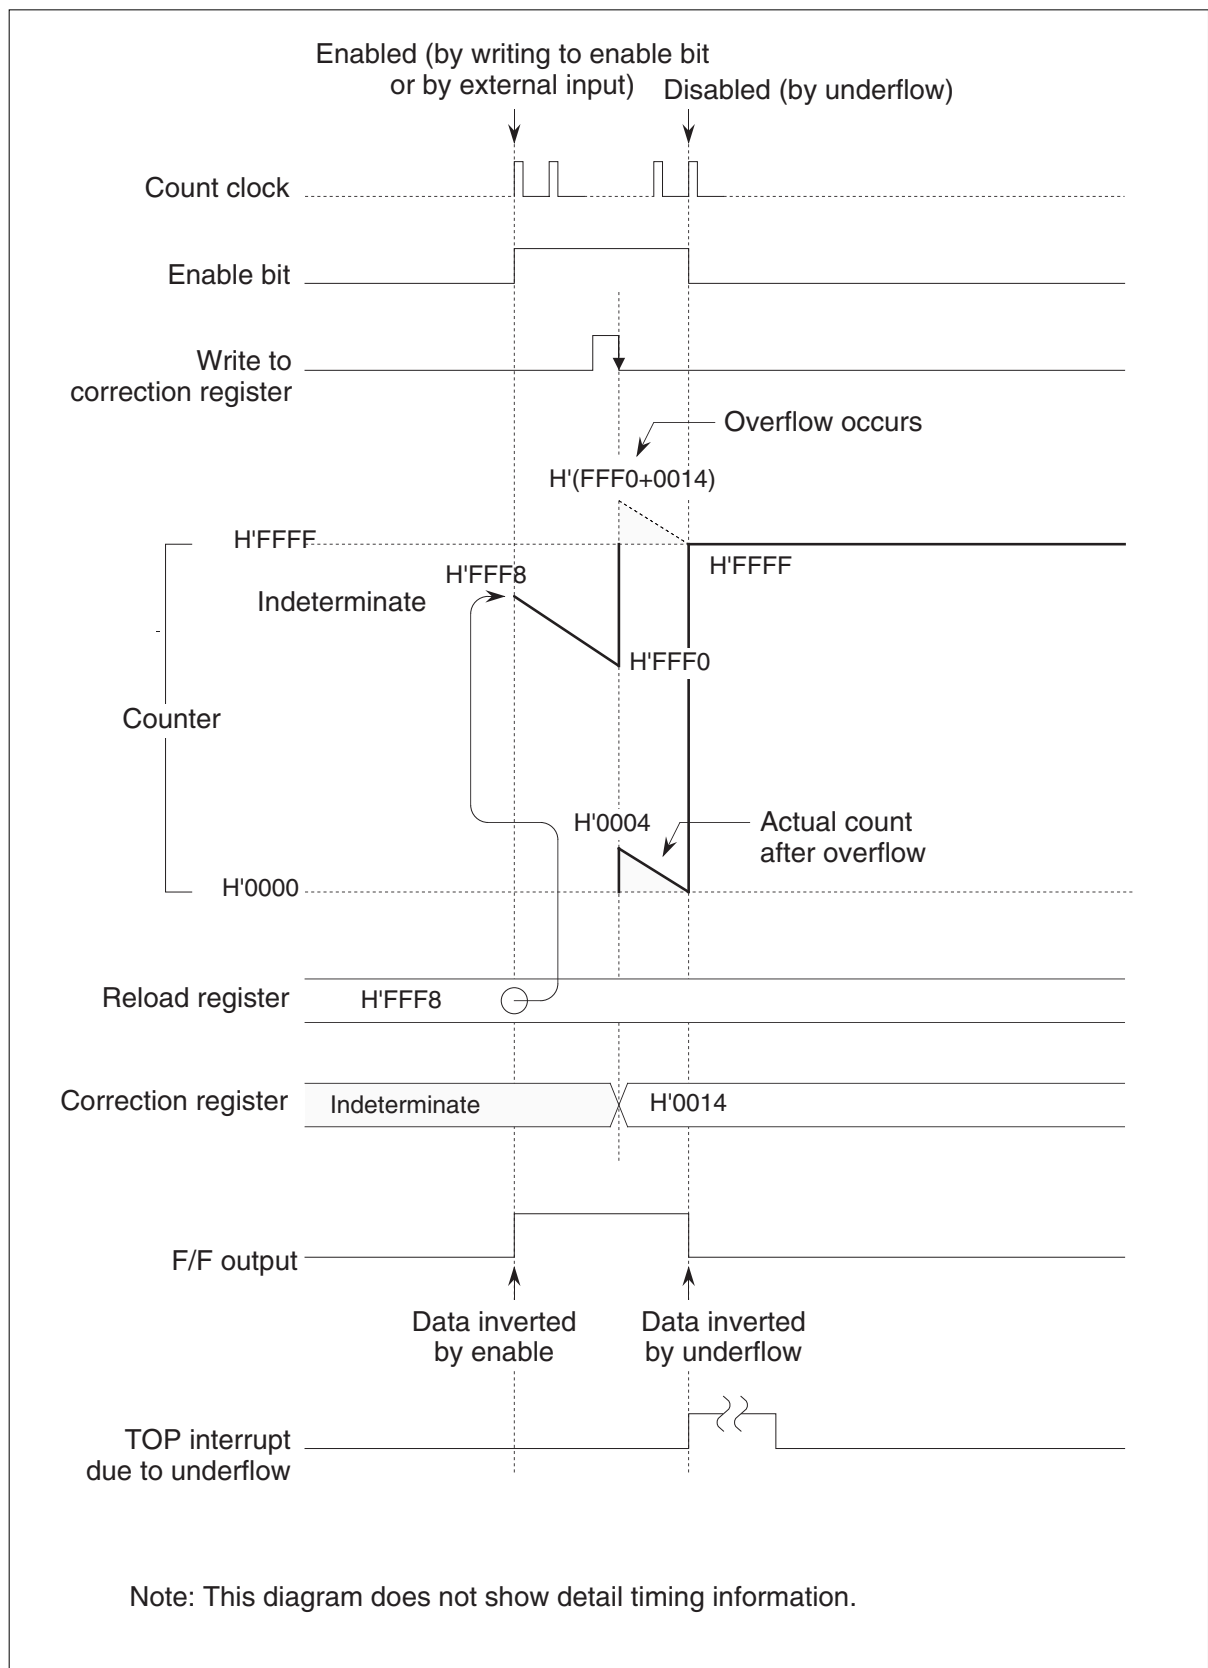 Enabled (by writing to enable bit
or by external input)
Disabled (by underflow)
Count clock
Enable bit
Write to
correction register
Overflow occurs
H'(FFF0+0014)
H'FFFF
H'FFF8
H'FFFF
Indeterminate
H'FFF0
Counter
H'0004
Actual count
after overflow
H'0000
Reload register
H'FFF8
Correction register
Indeterminate
H'0014
F/F output
Data inverted
by enable
Data inverted
by underflow
TOP interrupt
due to underflow
Note: This diagram does not show detail timing information.